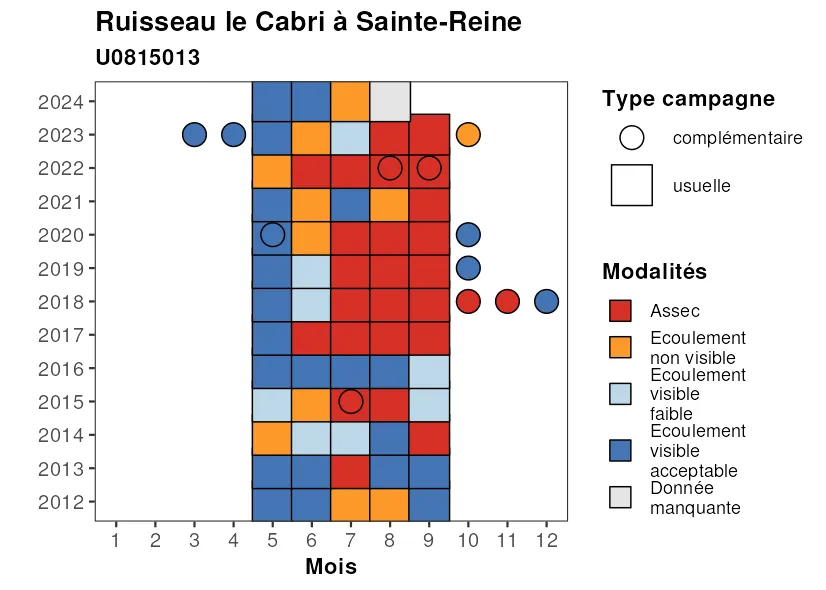 Ruisseau le Cabri à Sainte-Reine
U0815013
2024
2023
2022
2021
2020
2019
2018
2017
2016
2015
2014
2013
2012
1 2 3 4 5 6 7 8 9 10 11 12
Mois
Type campagne
complémentaire
usuelle
Modalités
Assec
Ecoulement
non visible
Ecoulement
visible
faible
Ecoulement
visible
acceptable
Donnée
manquante